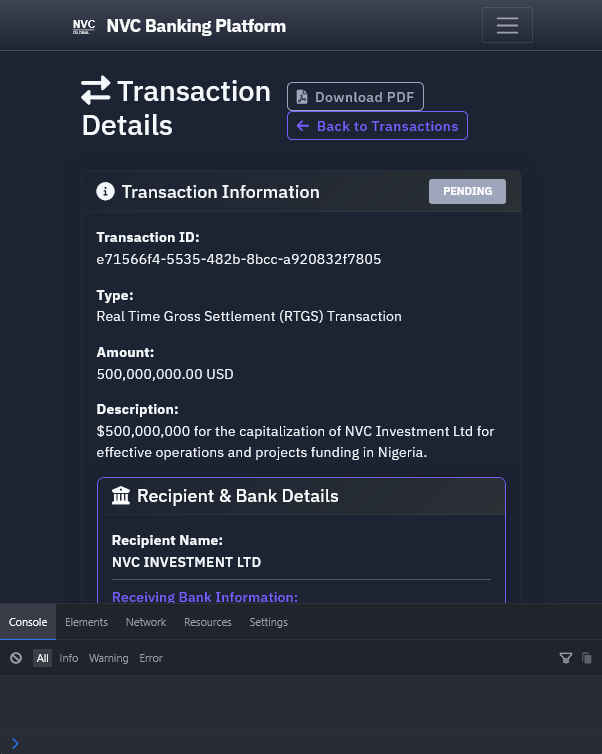 NVC GLOBAL NVC Banking Platform
Transaction Details
Download PDF
Back to Transactions
Transaction Information PENDING
Transaction ID:
e71566f4-5535-482b-8bcc-a920832f7805
Type:
Real Time Gross Settlement (RTGS) Transaction
Amount:
500,000,000.00 USD
Description:
$500,000,000 for the capitalization of NVC Investment Ltd for
effective operations and projects funding in Nigeria.
Recipient & Bank Details
Recipient Name:
NVC INVESTMENT LTD
Receiving Bank Information:
Console Elements Network Resources Settings
All Info Warning Error